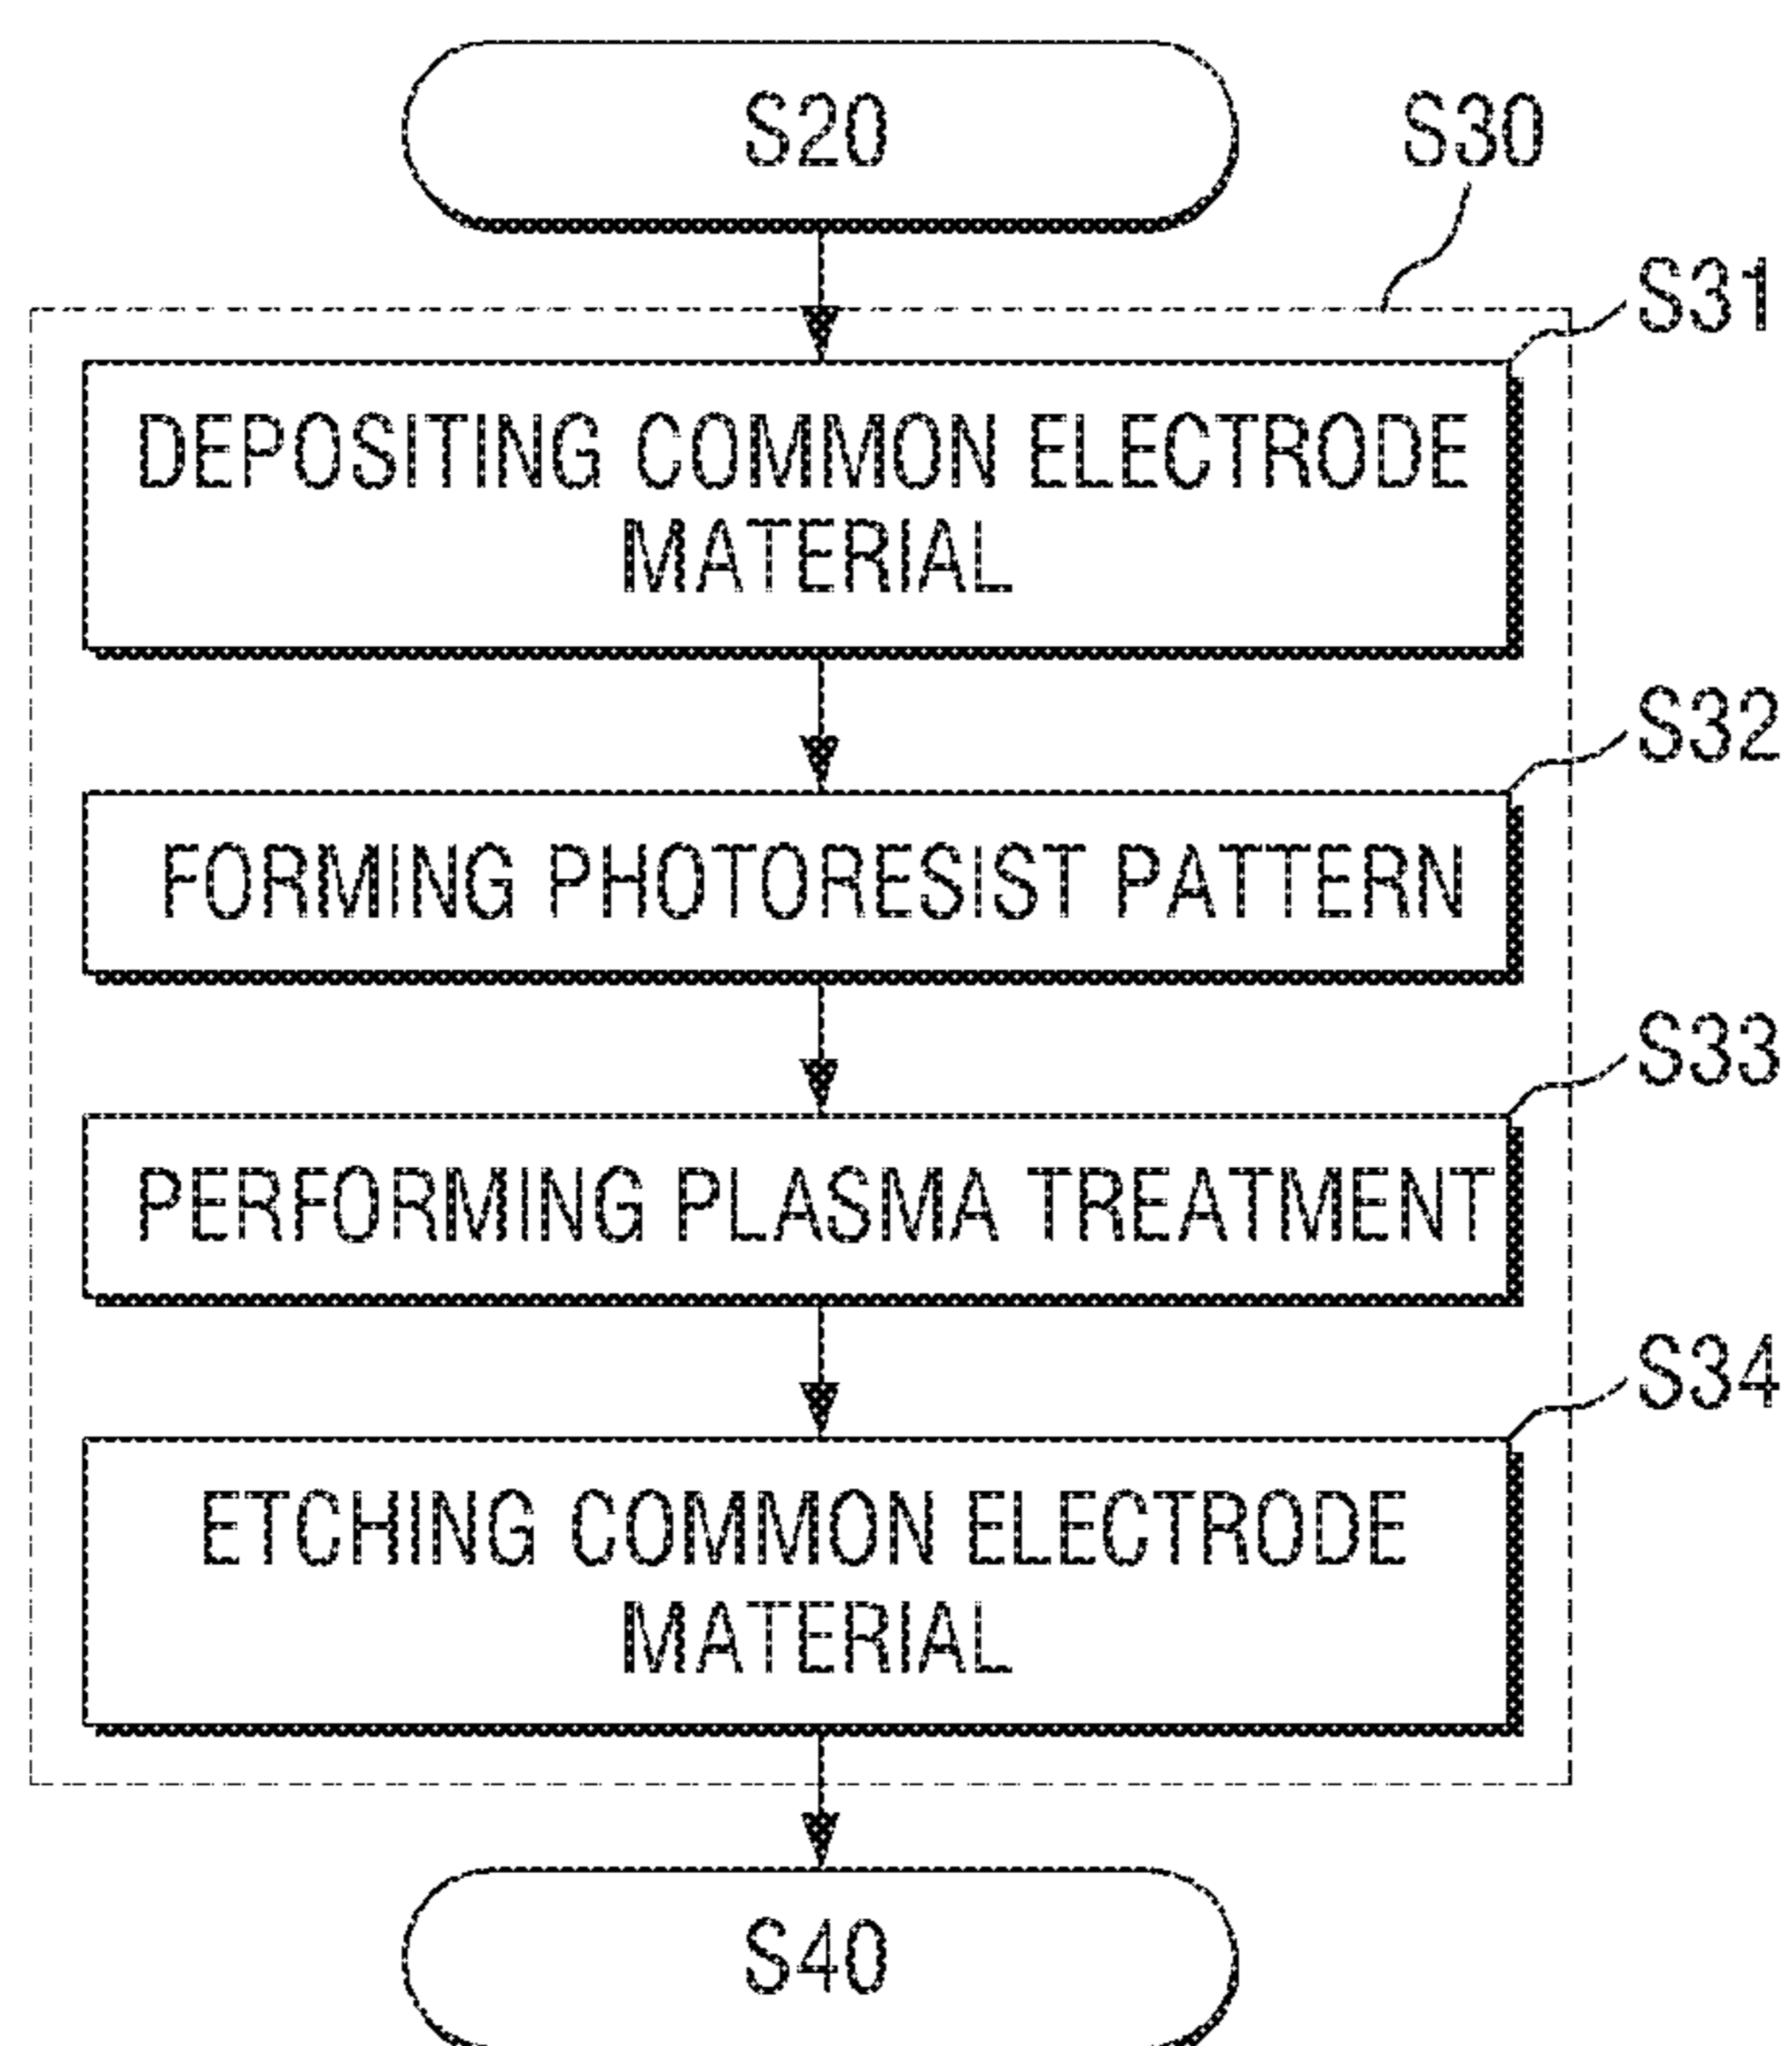 S20
S30
S31
DEPOSITING COMMON ELECTRODE
MATERIAL
S32
FORMING PHOTORESIST PATTERN
S33
PERFORMING PLASMA TREATMENT
S34
ETCHING COMMON ELECTRODE
MATERIAL
S40